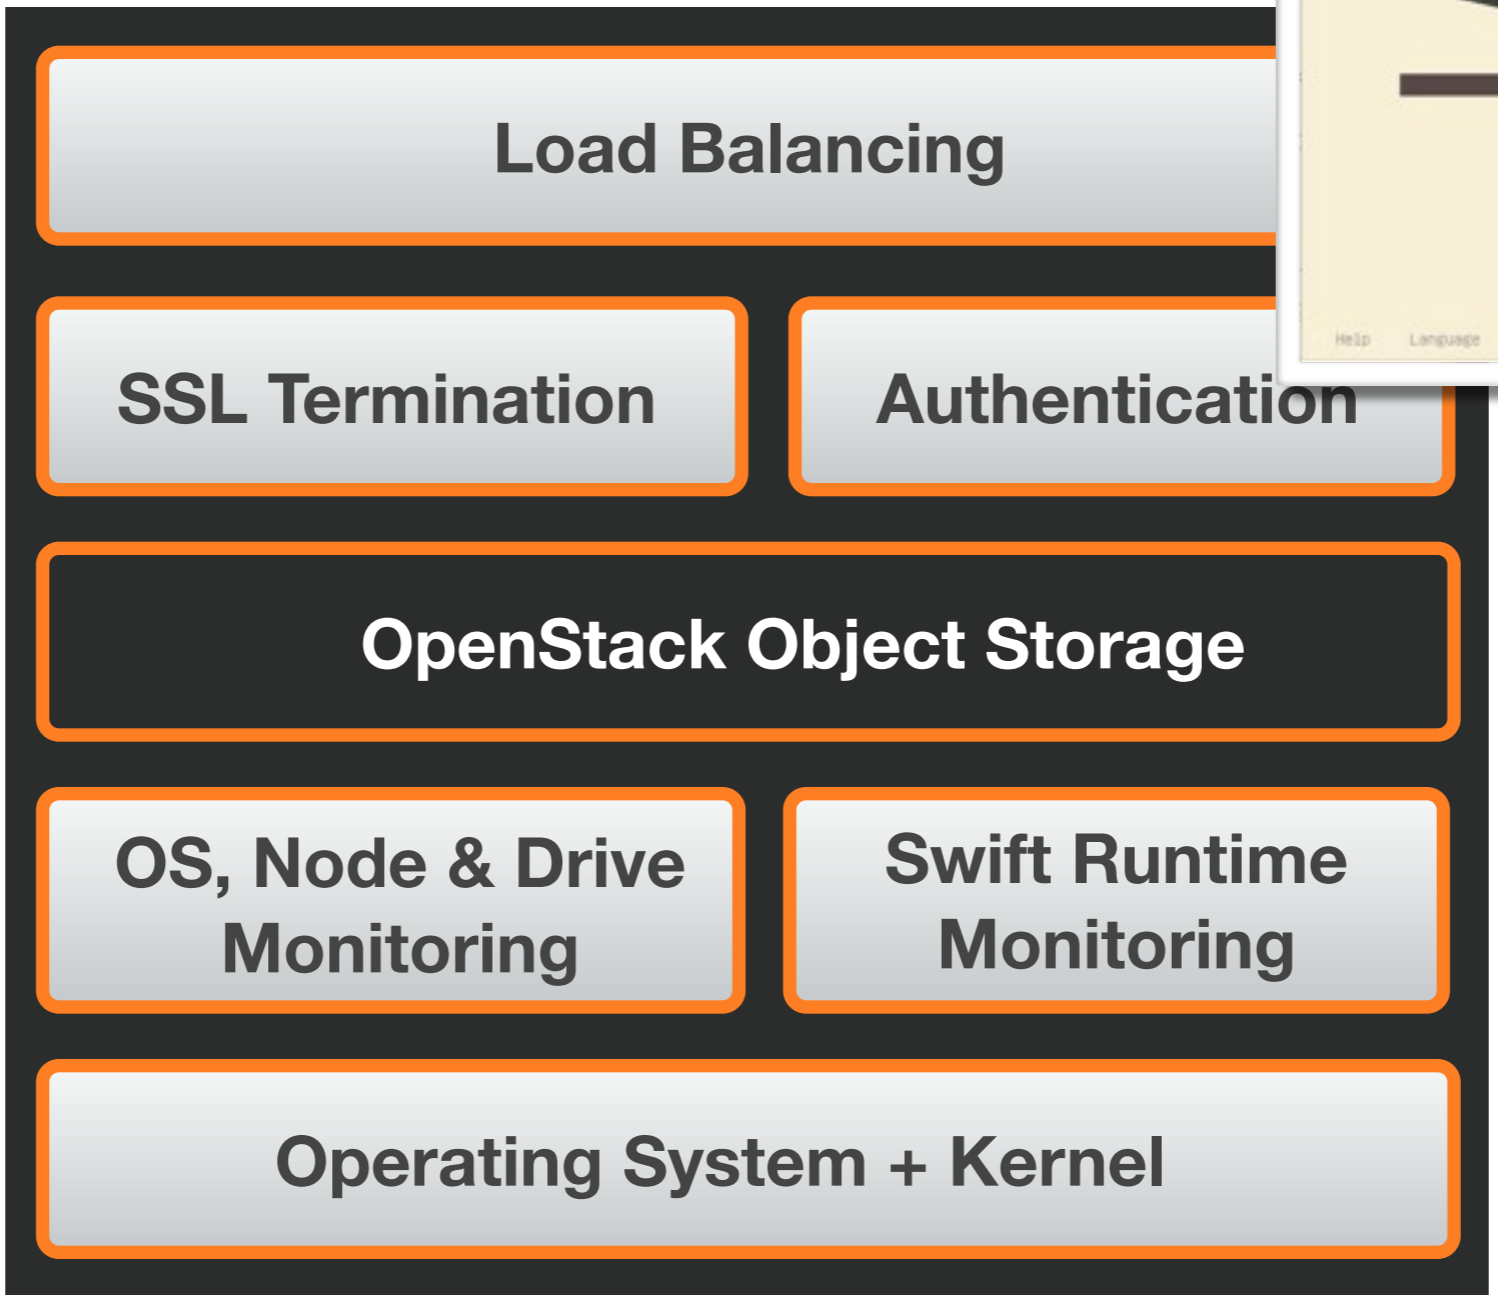 Load Balancing
Help Language
SSL Termination
Authentication
OpenStack Object Storage
OS, Node & Drive
Monitoring
Swift Runtime
Monitoring
Operating System + Kernel